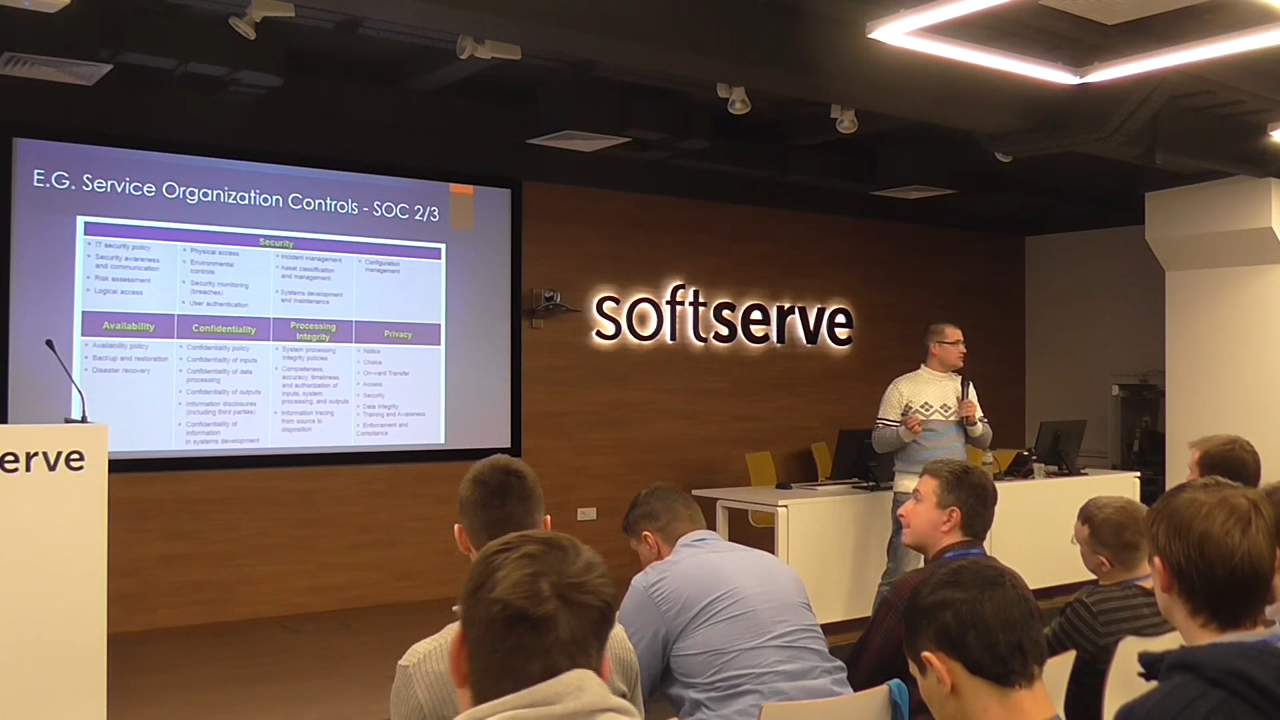 E.G. Service Organization Controls - SOC 2/3
Security
IT security policy
Security awareness
and communication
Risk assessment
Logical access
Physical access
Environmental
controls
Security monitoring
(breaches)
User authentication
Incident management
Asset classification
and management
Systems development
and maintenance
Configuration
management
Availability
Availability policy
Backup and restoration
Disaster recovery
Confidentiality
Confidentiality policy
Confidentiality of inputs
Confidentiality of data
processing
Confidentiality of outputs
Information disclosures
(including third parties)
Confidentiality of
Information
in systems development
Processing
Integrity
System processing
integrity policies
Completeness,
accuracy, timeliness,
and authorization of
inputs, system
processing, and outputs
Information tracing
from source to
disposition
Privacy
Notice
Choice
On-ward Transfer
Access
Security
Data Integrity
Training and Awareness
Enforcement and
Compliance
softserve
erve